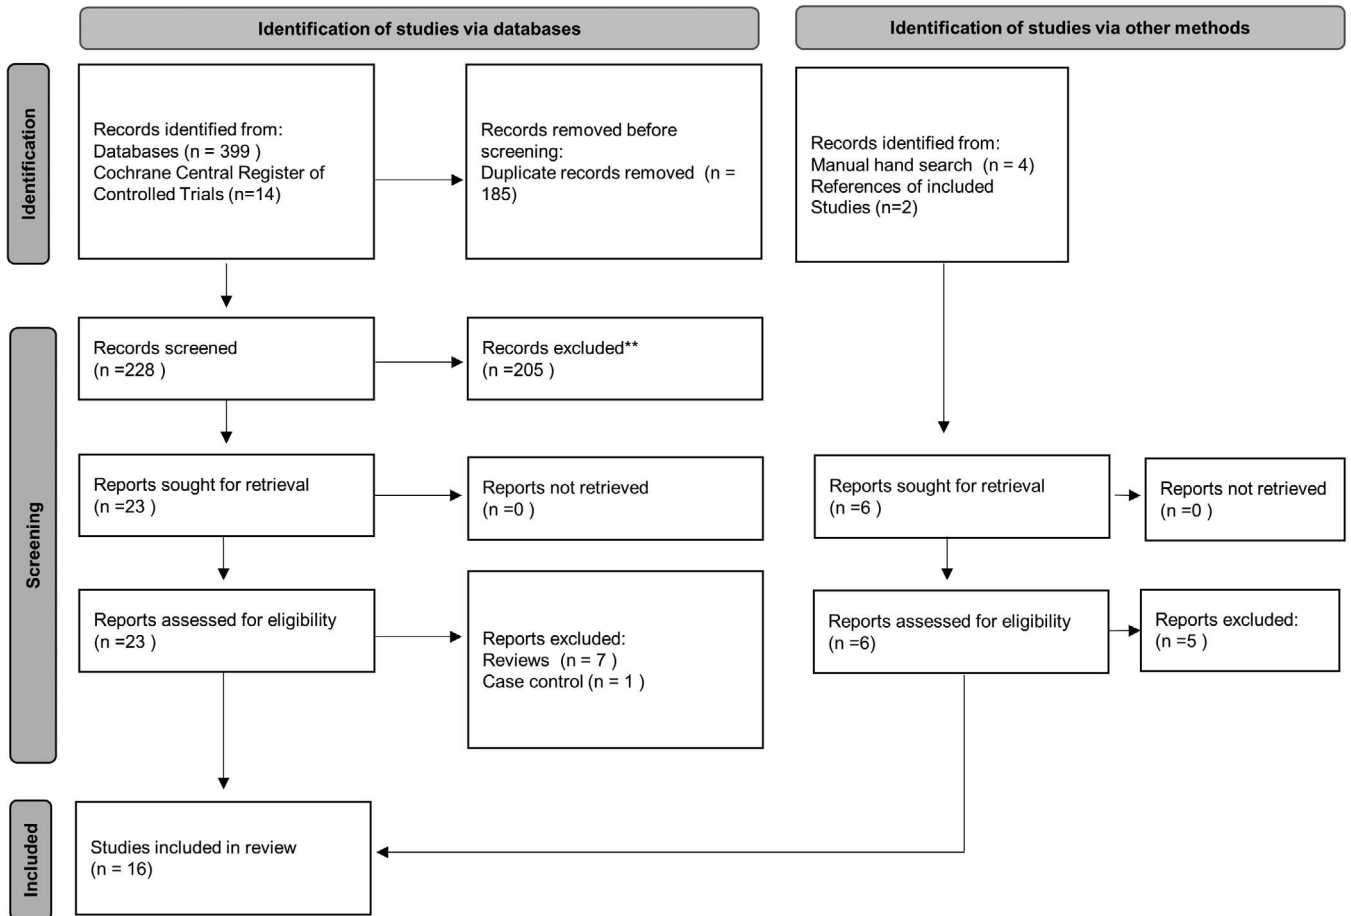 Identification of studies via databases
Identification of studies via other methods
Identification
Records identified from:
Databases (n = 399 )
Cochrane Central Register of
Controlled Trials (n=14)
Records removed before
screening:
Duplicate records removed  (n =
185)
Records identified from:
Manual hand search  (n = 4)
References of included
Studies (n=2)
Screening
Records screened
(n =228 )
Records excluded**
(n =205 )
Reports sought for retrieval
(n =23 )
Reports not retrieved
(n =0 )
Reports sought for retrieval
(n =6 )
Reports not retrieved
(n =0 )
Reports assessed for eligibility
(n =23 )
Reports excluded:
Reviews  (n = 7 )
Case control (n = 1 )
Reports assessed for eligibility
(n =6)
Reports excluded:
(n =5 )
Included
Studies included in review
(n = 16)